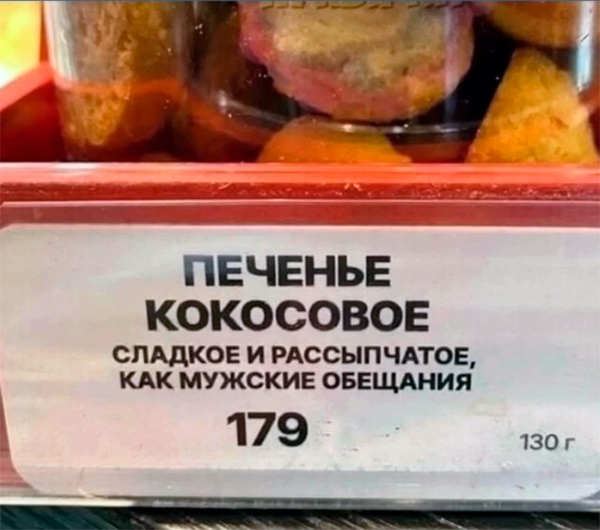 ПЕЧЕНЬЕ
КОКОСОВОЕ
СЛАДКОЕ И РАССЫПЧАТОЕ,
КАК МУЖСКИЕ ОБЕЩАНИЯ
179
130 г